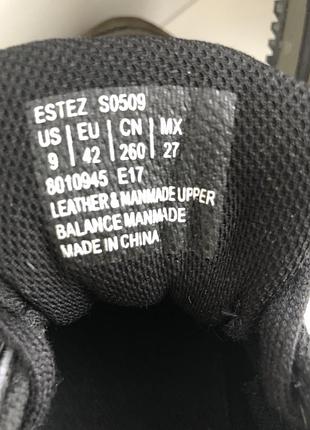 ESTEZ S0509
US | EU | CN | MX
9 | 42 | 260 | 27
8010945 E17
LEATHER & MANMADE UPPER
BALANCE MANMADE
MADE IN CHINA